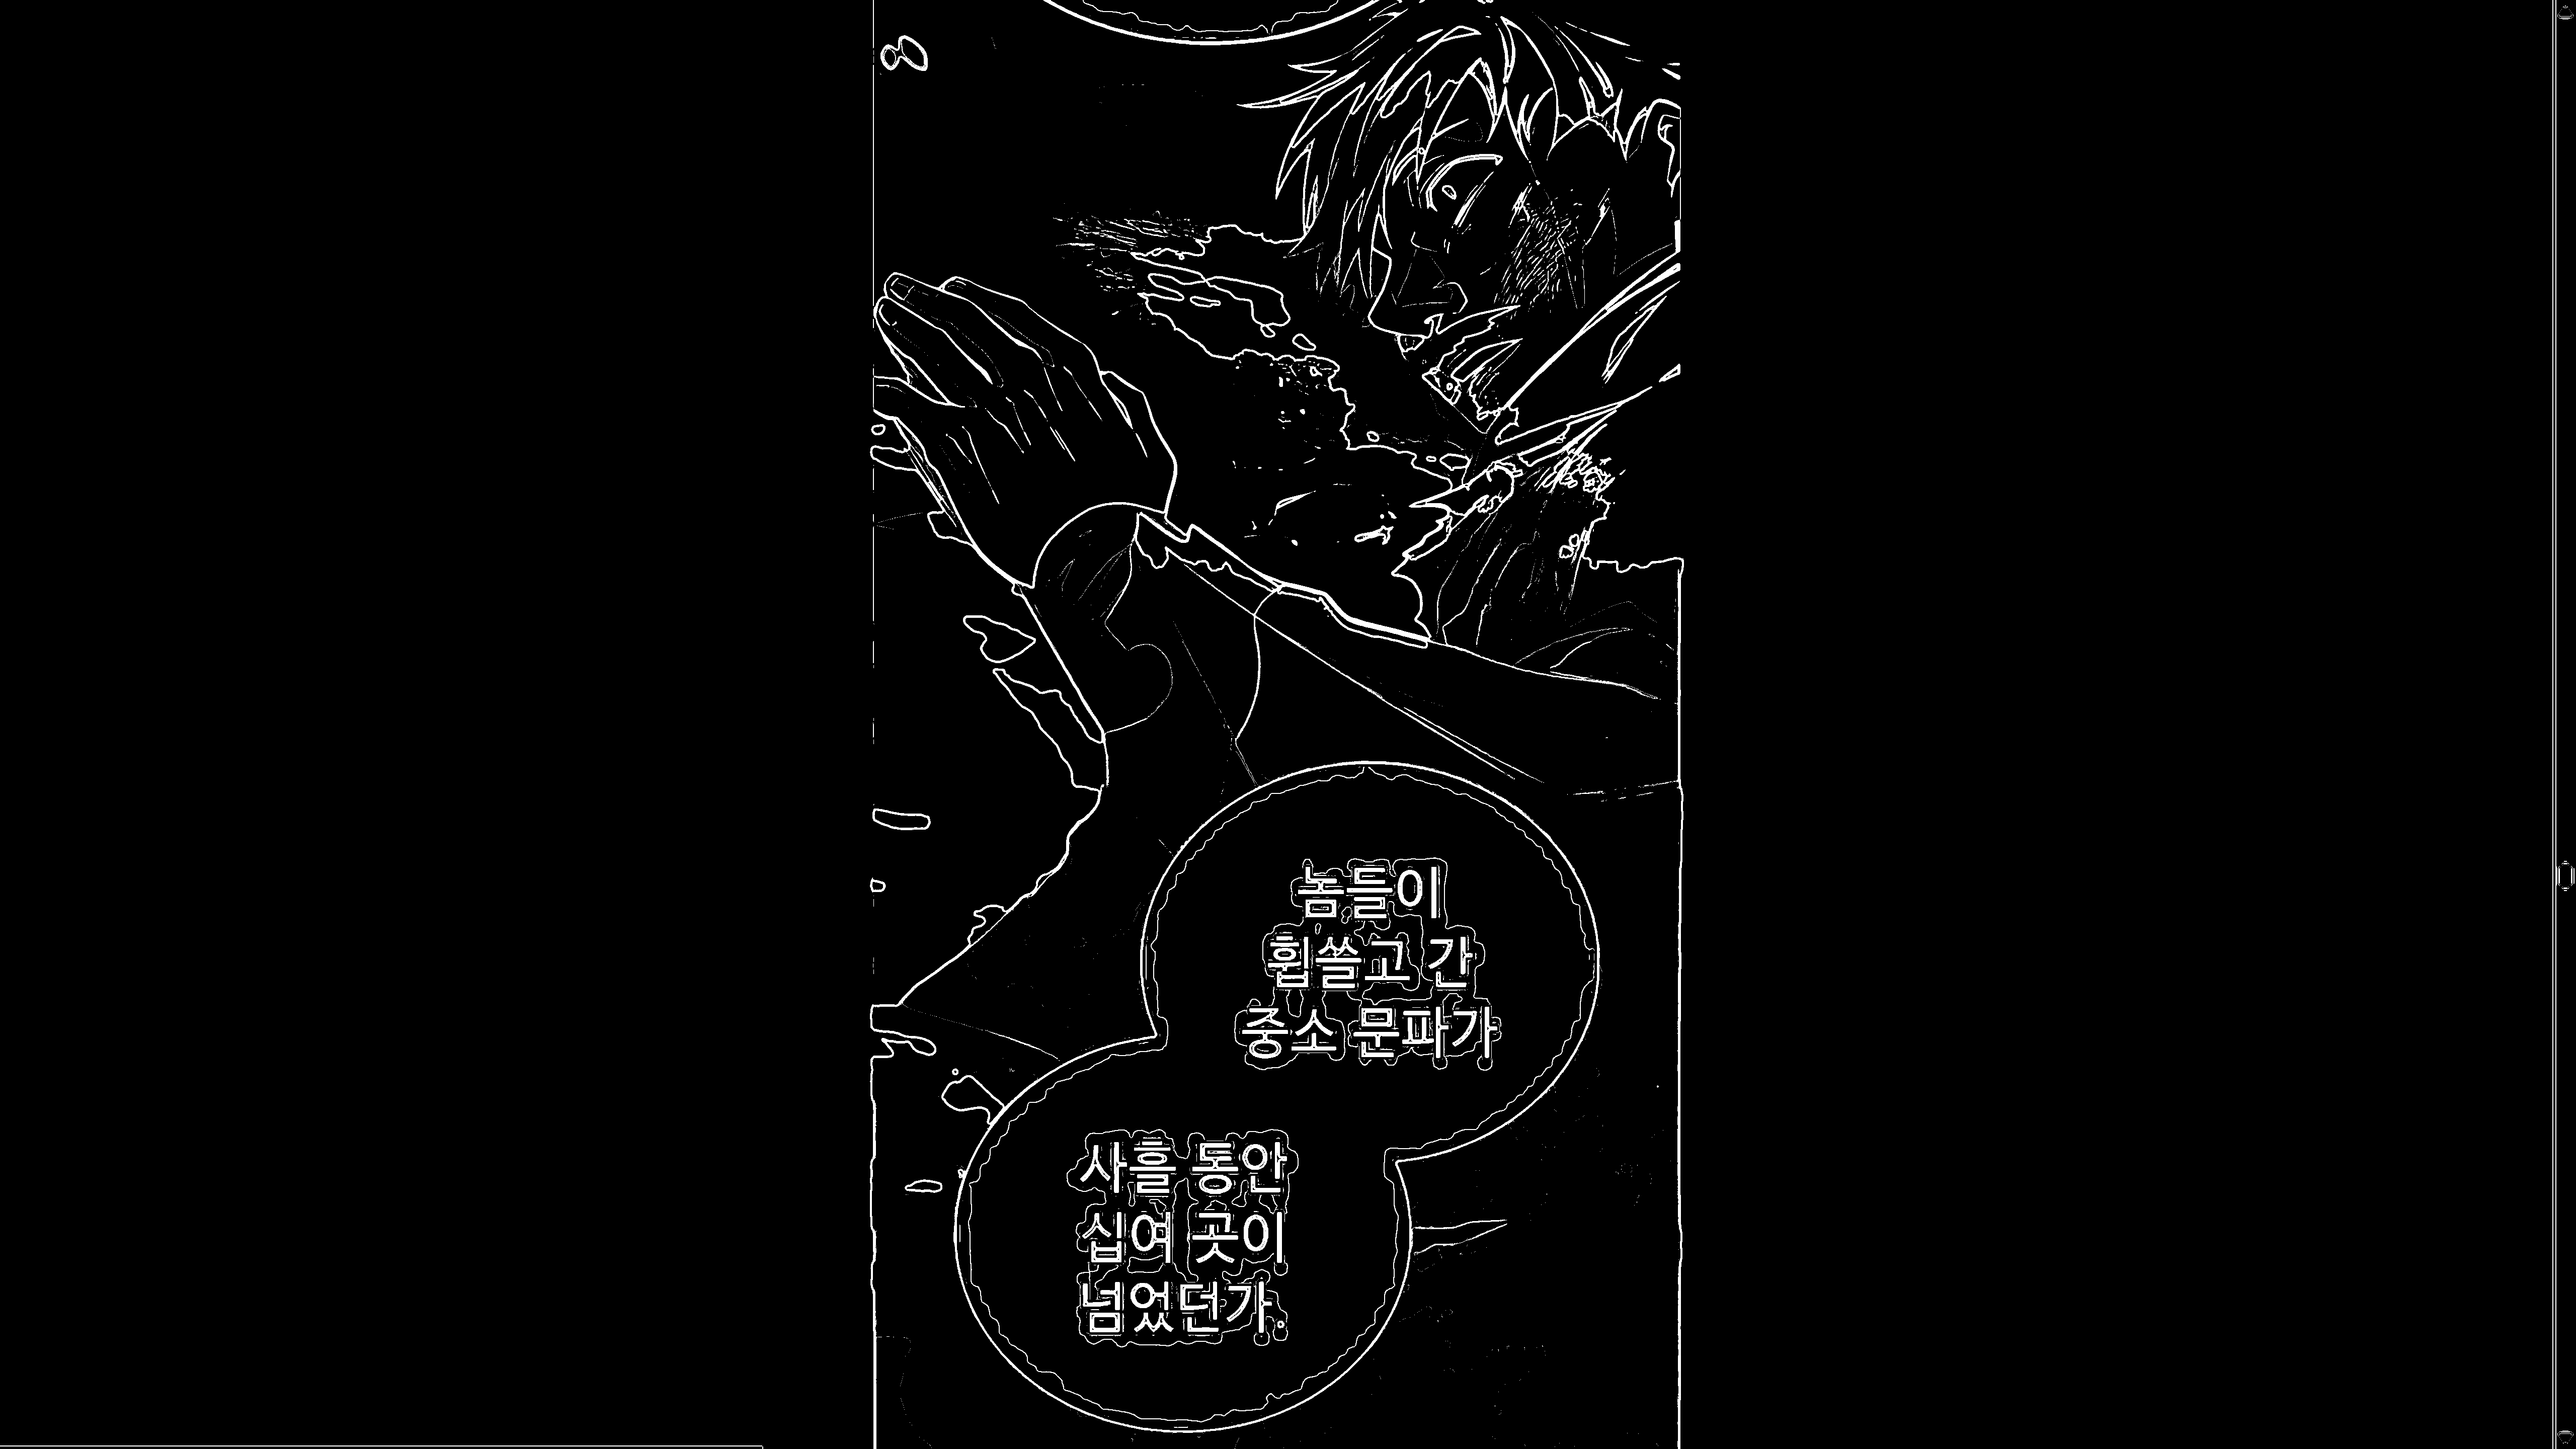 놈들이
휩쓸고 간
중소 문파가
사흘 동안
십여 곳이
넘었던가.